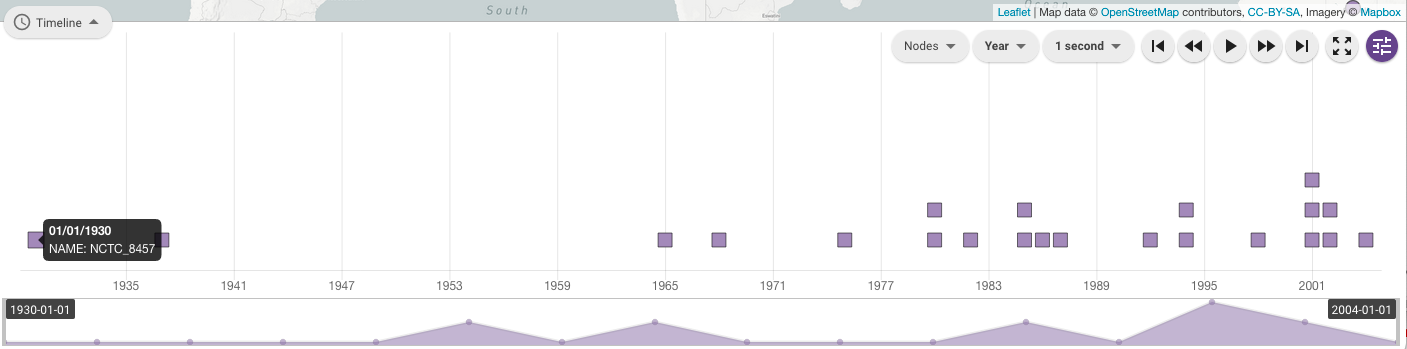 South
Leaflet | Map data © OpenStreetMap contributors, CC-BY-SA, Imagery © Mapbox
Timeline
Nodes
Year
1 second
01/01/1930
NAME: NCTC_8457
1935
1941
1947
1953
1959
1965
1971
1977
1983
1989
1995
2001
1930-01-01
2004-01-01